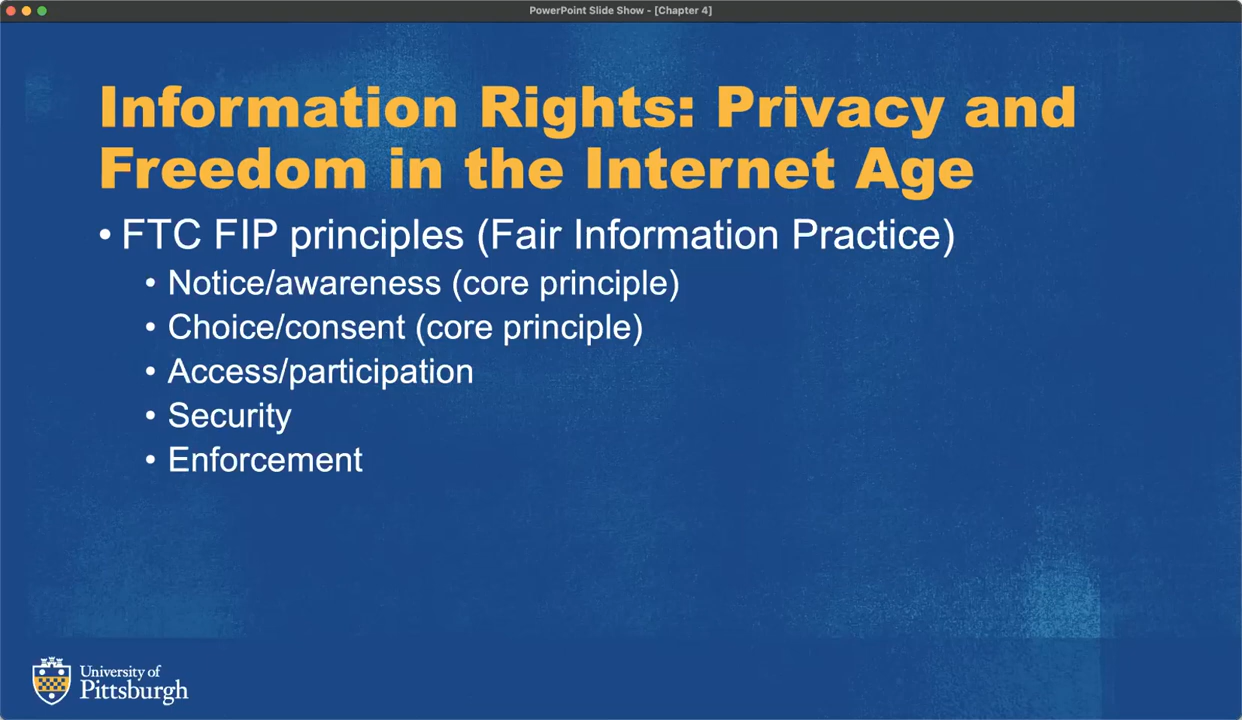 PowerPoint Slide Show - [Chapter 4]
Information Rights: Privacy and
Freedom in the Internet Age
• FTC FIP principles (Fair Information Practice)
• Notice/awareness (core principle)
• Choice/consent (core principle)
• Access/participation
• Security
• Enforcement
University of
Pittsburgh